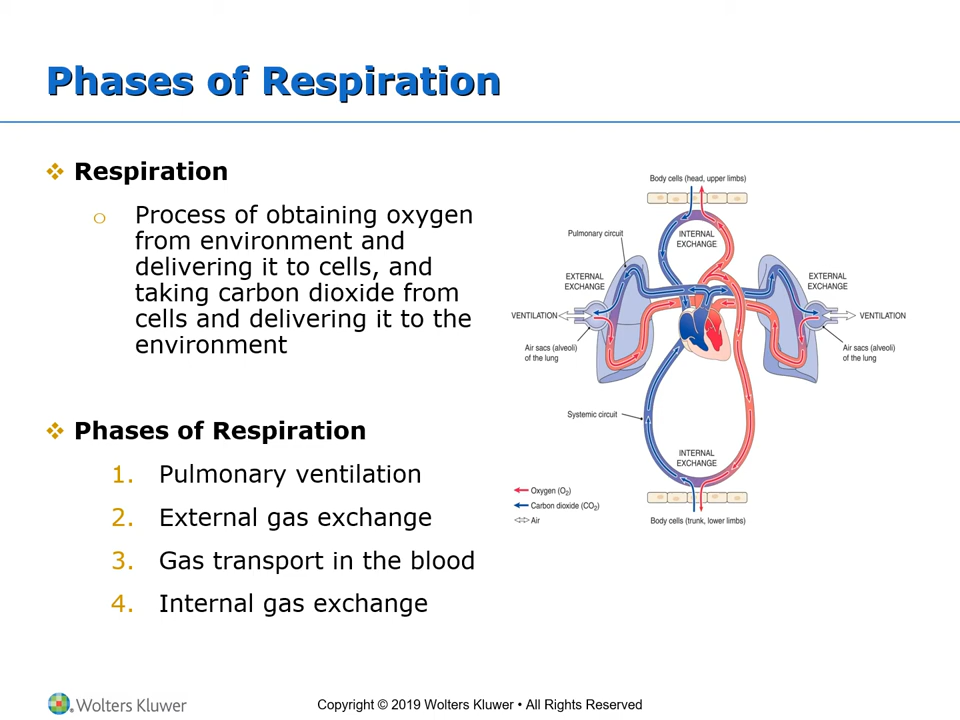 Phases of Respiration
❖ Respiration
o Process of obtaining oxygen
from environment and
delivering it to cells, and
taking carbon dioxide from
cells and delivering it to the
environment
❖ Phases of Respiration
1. Pulmonary ventilation
2. External gas exchange
3. Gas transport in the blood
4. Internal gas exchange
Body cells (head, upper limbs)
Pulmonary circuit
INTERNAL
EXCHANGE
EXTERNAL
EXCHANGE
EXTERNAL
EXCHANGE
VENTILATION
VENTILATION
Air sacs (alveoli)
of the lung
Air sacs (alveoli)
of the lung
Systemic circuit
INTERNAL
EXCHANGE
Oxygen (O₂)
Carbon dioxide (CO₂)
Air
Body cells (trunk, lower limbs)
Wolters Kluwer
Copyright © 2019 Wolters Kluwer • All Rights Reserved